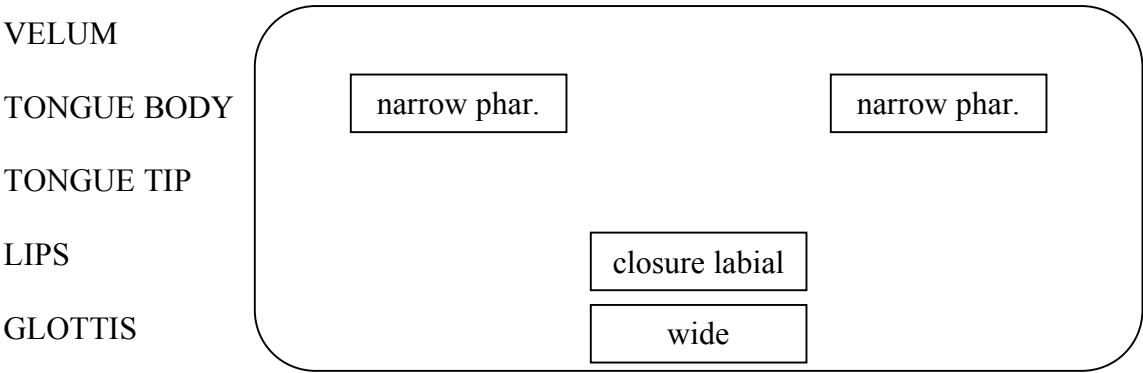 VELUM
TONGUE BODY narrow phar. narrow phar.
TONGUE TIP
LIPS closure labial
GLOTTIS wide